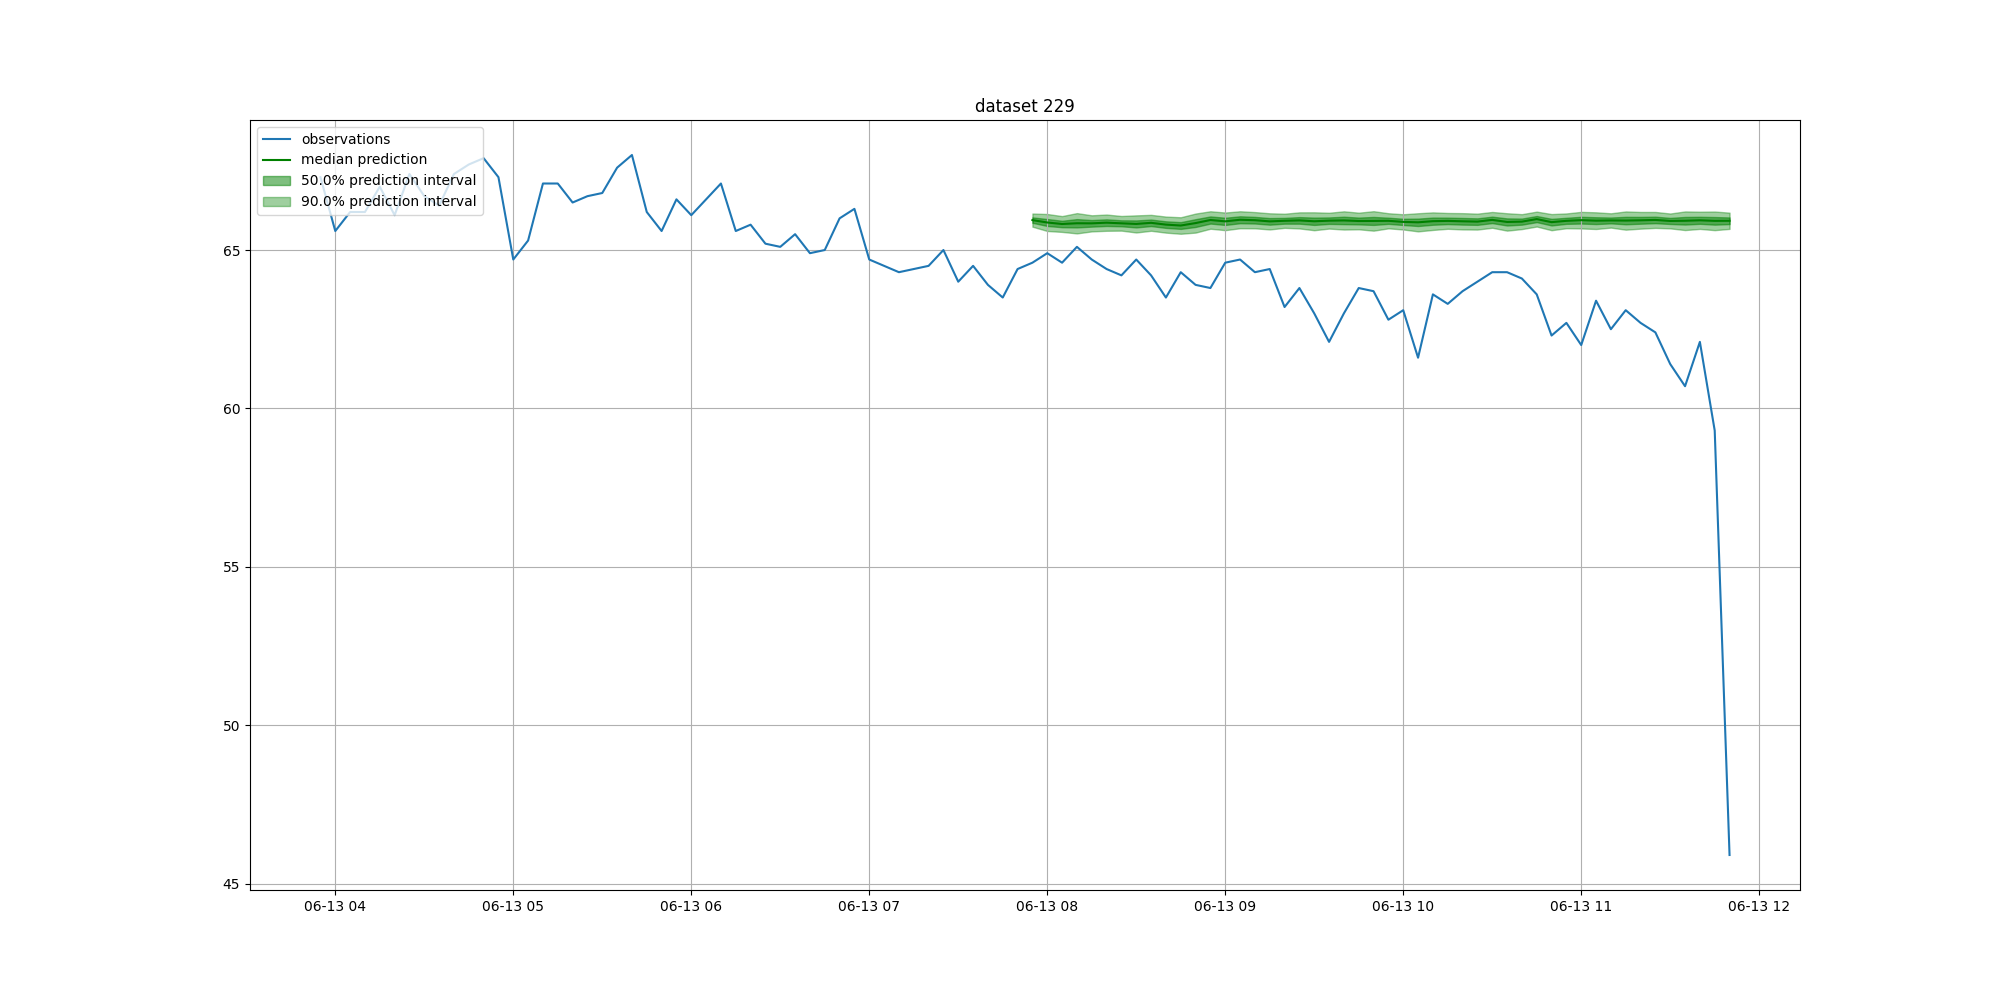 dataset 229
observations
median prediction
50.0% prediction interval
90.0% prediction interval
65
60
55
50
45
06-13 04
06-13 05
06-13 06
06-13 07
06-13 08
06-13 09
06-13 10
06-13 11
06-13 12